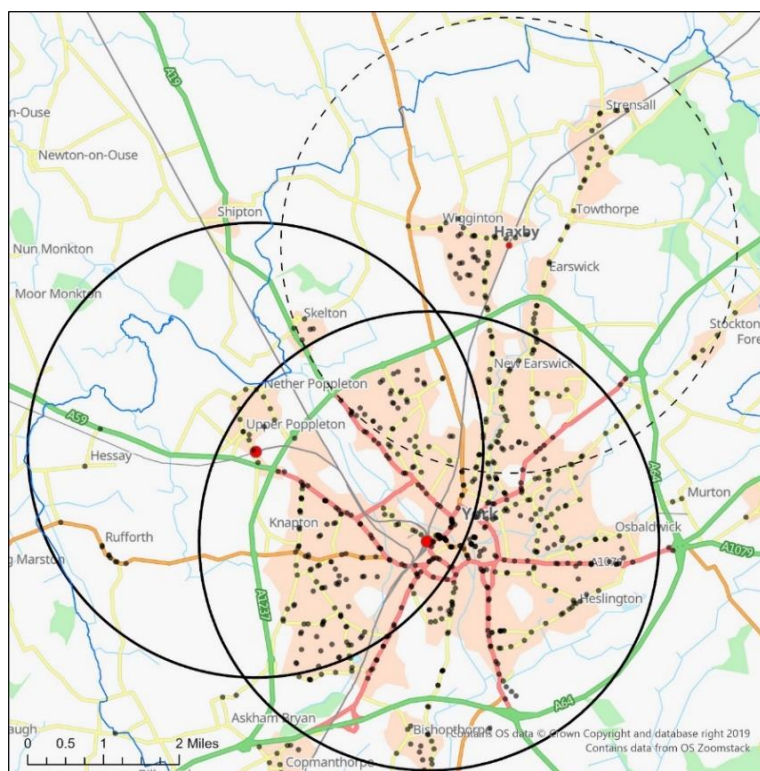 A19
on-Ouse
Strensall
Newton-on-Ouse
Shipton
Wigginton
Towthorpe
Haxby
Nun Monkton
Earswick
Moor Monkton
Skelton
Stockton
Fore
New Earswick
Nether Poppleton
A59
Upper Poppleton
Hessay
A64
Murton
York
Knapton
Osbaldwick
Rufforth
g Marston
A1079
A1079
Heslington
A1237
A64
Askham Bryan
Bishopthorpe
augh
Contains OS data © Crown Copyright and database right 2019
0 0.5 1 2 Miles
Contains data from OS Zoomstack
Copmanthorpe